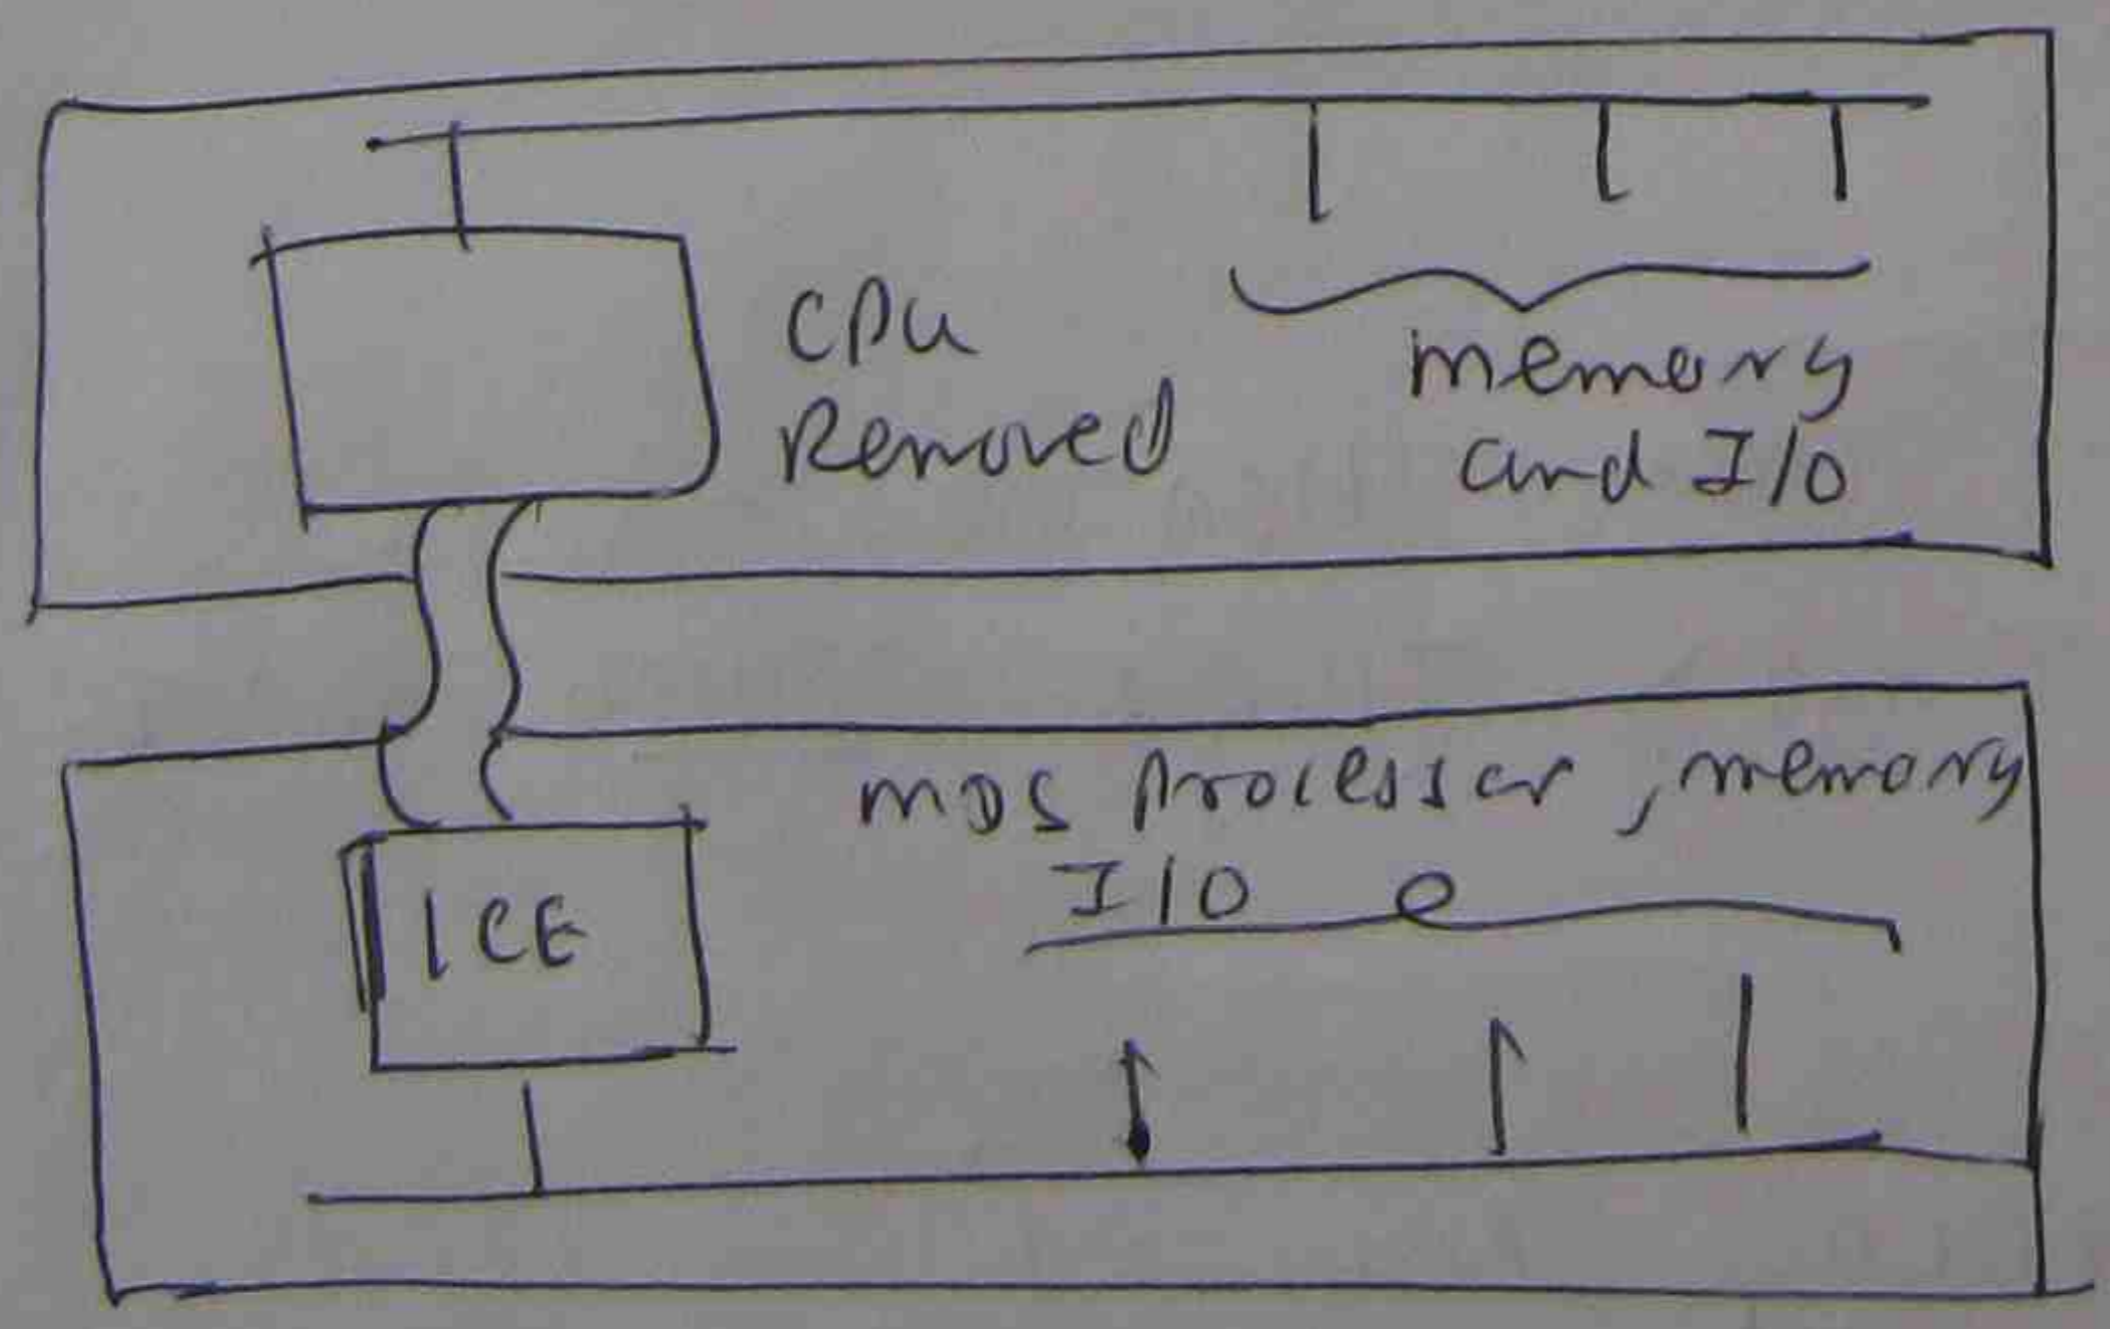 CPU
Removed
memory
and I/O
MDS Processor, memory
I/O
ICE